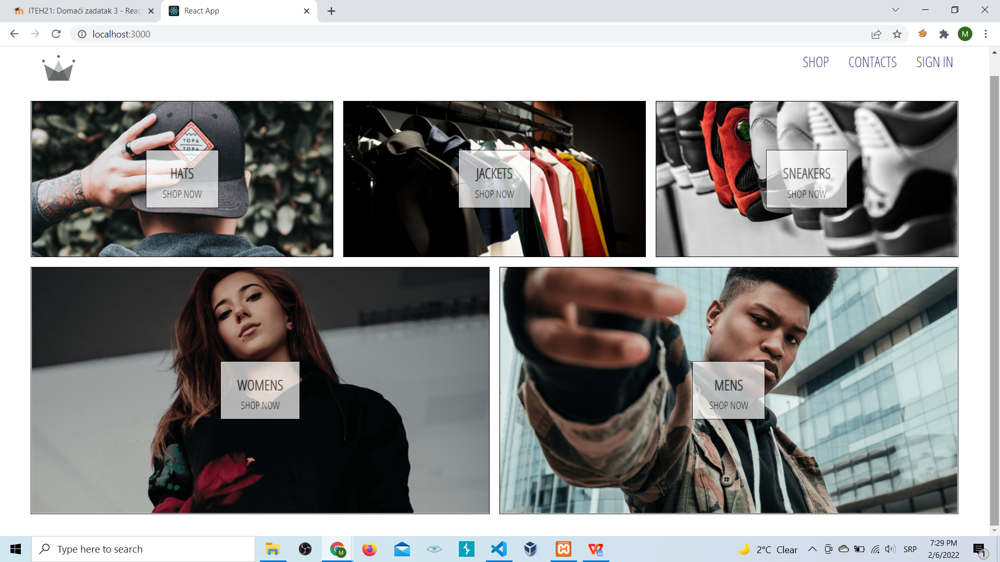 ITEH21: Domaći zadatak 3 - Reac
React App
localhost:3000
M
SHOP CONTACTS SIGN IN
TOPA
TOPA
HATS
SHOP NOW
JACKETS
SHOP NOW
SNEAKERS
SHOP NOW
WOMENS
SHOP NOW
MENS
SHOP NOW
Type here to search
M
2°C Clear
SRP
7:29 PM
2/6/2022
1